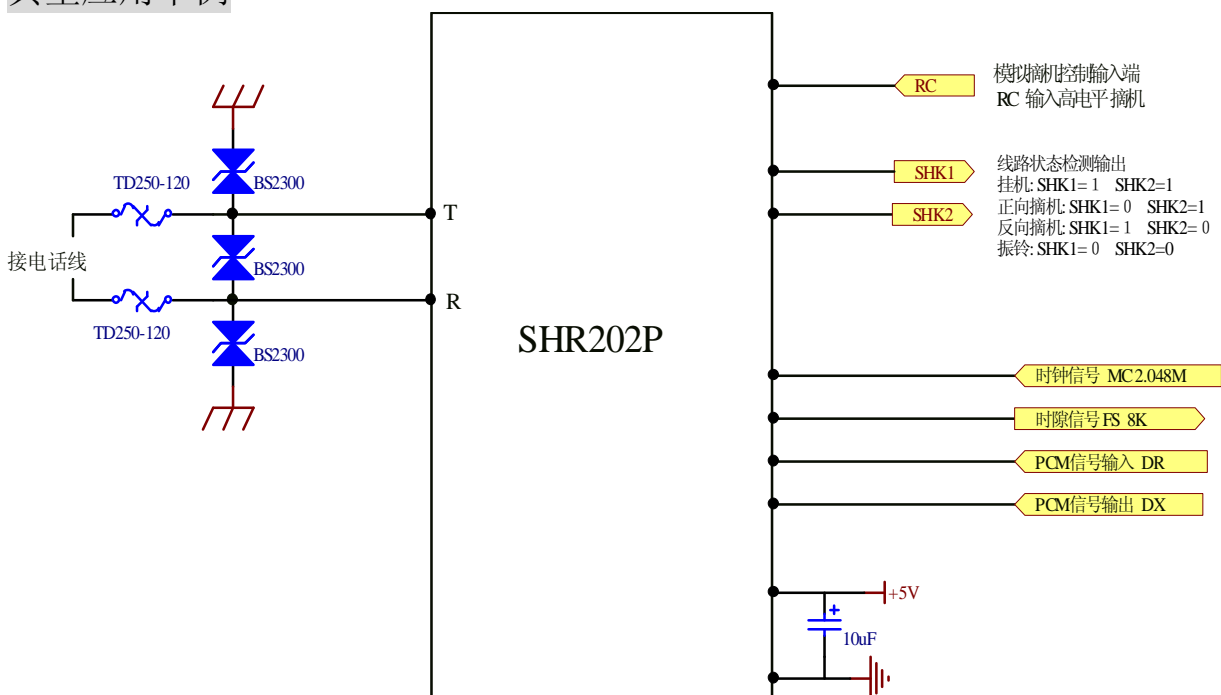 RC
模拟摘机控制输入端
RC 输入高电平摘机
SHK1
SHK2
线路状态检测输出
挂机: SHK1= 1 SHK2=1
正向摘机: SHK1= 0 SHK2=1
反向摘机: SHK1= 1 SHK2= 0
振铃: SHK1= 0 SHK2=0
TD250-120
BS2300
T
接电话线
BS2300
R
TD250-120
BS2300
SHR202P
时钟信号 MC2.048M
时隙信号FS 8K
PCM信号输入 DR
PCM信号输出 DX
+5V
+
10uF